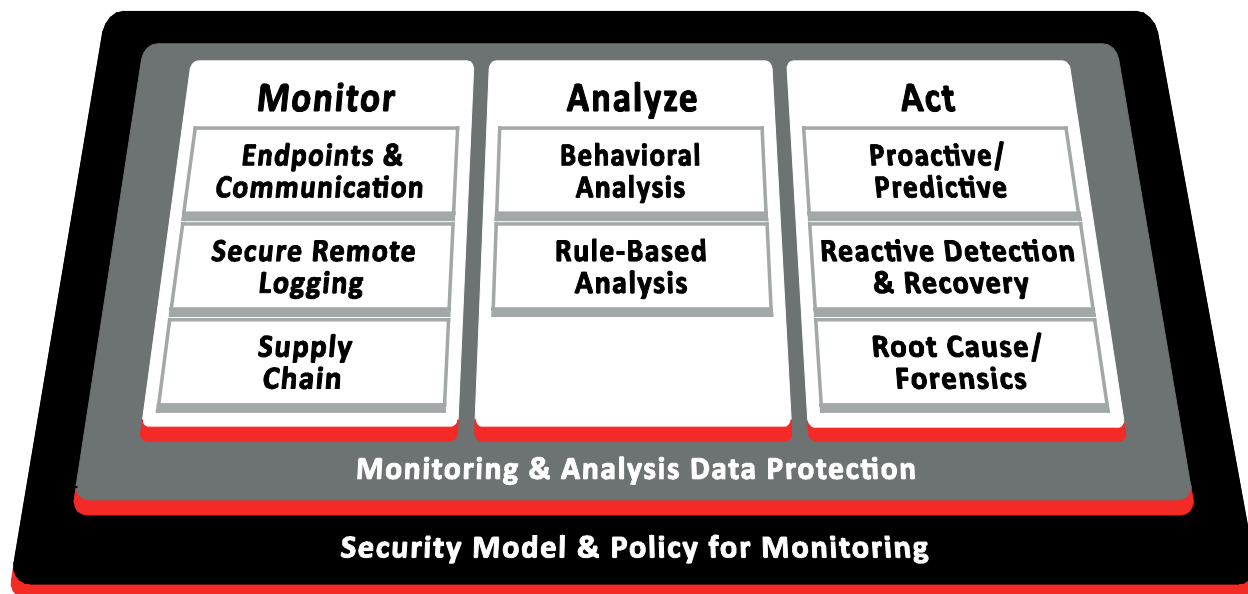 Monitor
Endpoints &
Communication
Secure Remote
Logging
Supply
Chain
Analyze
Behavioral
Analysis
Rule-Based
Analysis
Act
Proactive/
Predictive
Reactive Detection
& Recovery
Root Cause/
Forensics
Monitoring & Analysis Data Protection
Security Model & Policy for Monitoring